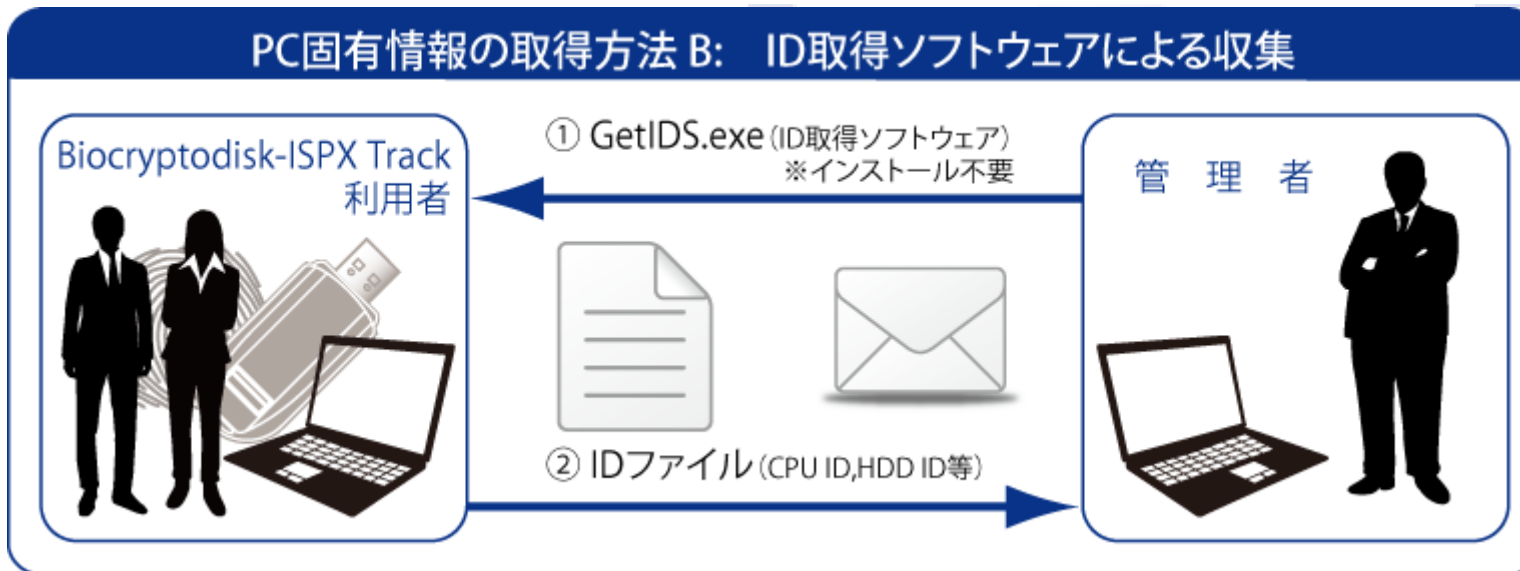 PC固有情報の取得方法 B:　ID取得ソフトウェアによる収集
Biocryptodisk-ISPX Track
利用者
① GetIDS.exe（ID取得ソフトウェア）
※インストール不要
管　理　者
② IDファイル（CPU ID,HDD ID等）